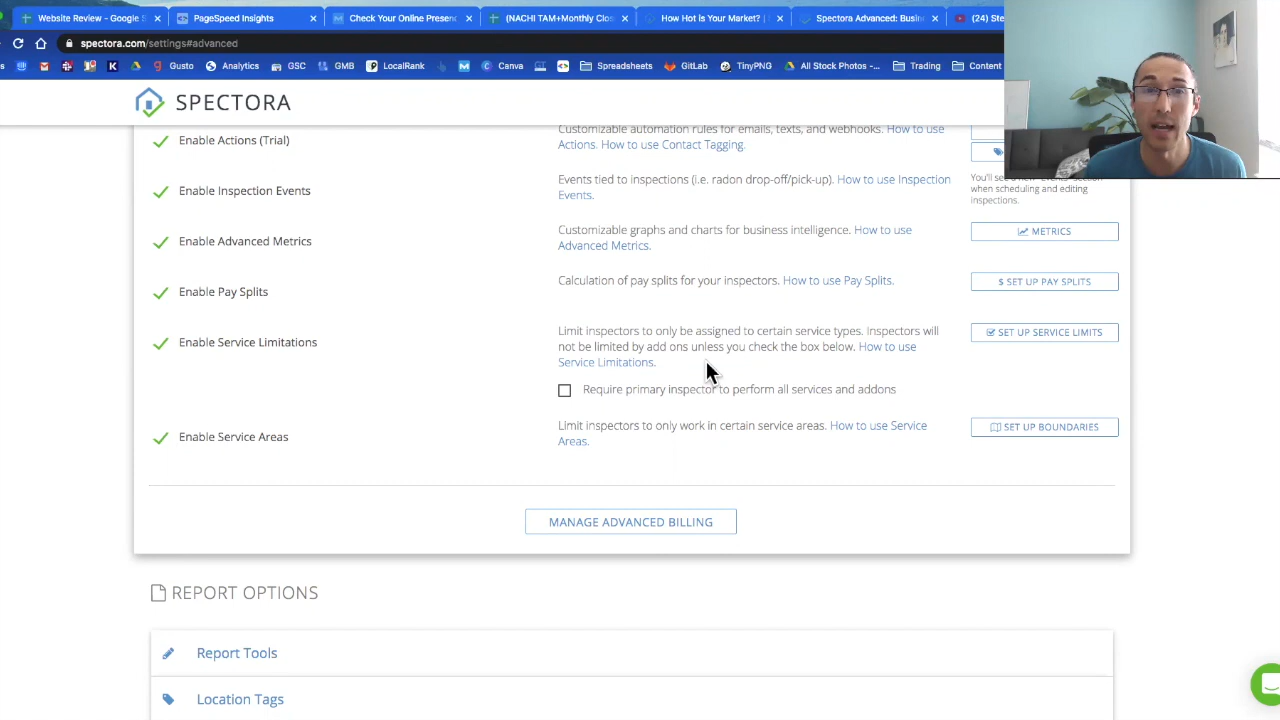 Website Review - Google S
PageSpeed Insights
Check Your Online Presenc
(NACHI TAM+Monthly Clos
How Hot is Your Market? |
Spectora Advanced: Busin
(24) Ste
spectora.com/settings#advanced
Gusto
Analytics
GSC
GMB
LocalRank
Canva
Spreadsheets
GitLab
TinyPNG
All Stock Photos -...
Trading
Content
SPECTORA
Enable Actions (Trial)
Customizable automation rules for emails, texts, and webhooks. How to use
Actions. How to use Contact Tagging.
Enable Inspection Events
Events tied to inspections (i.e. radon drop-off/pick-up). How to use Inspection
Events.
when scheduling and editing
inspections.
Enable Advanced Metrics
Customizable graphs and charts for business intelligence. How to use
Advanced Metrics.
METRICS
Enable Pay Splits
Calculation of pay splits for your inspectors. How to use Pay Splits.
$ SET UP PAY SPLITS
Enable Service Limitations
Limit inspectors to only be assigned to certain service types. Inspectors will
not be limited by add ons unless you check the box below. How to use
Service Limitations.
SET UP SERVICE LIMITS
Require primary inspector to perform all services and addons
Enable Service Areas
Limit inspectors to only work in certain service areas. How to use Service
Areas.
SET UP BOUNDARIES
MANAGE ADVANCED BILLING
REPORT OPTIONS
Report Tools
Location Tags